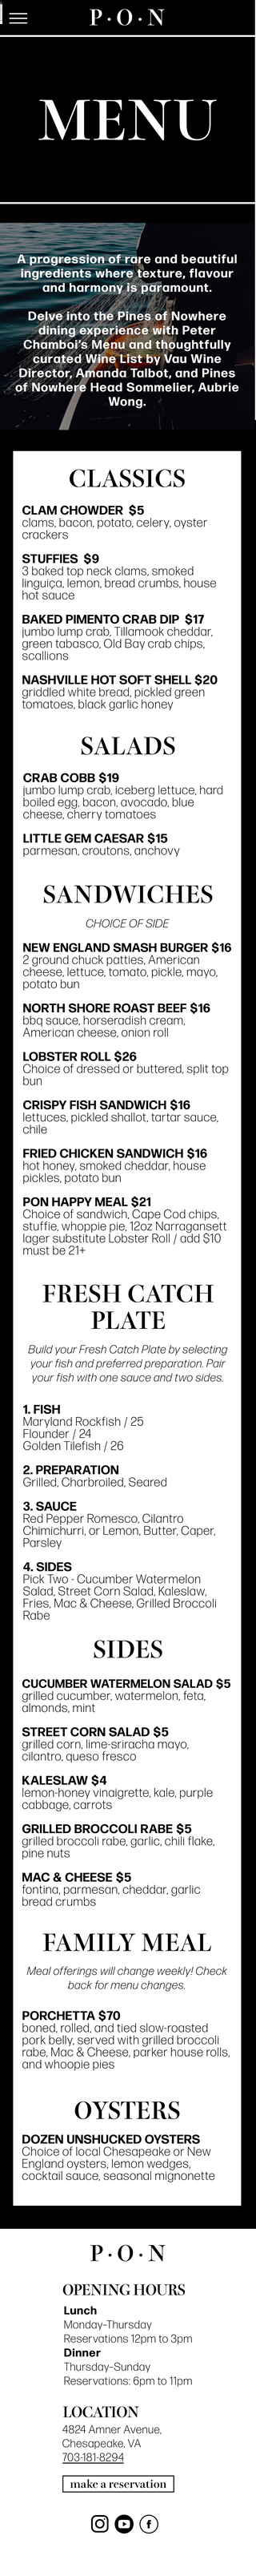 P·O·N
MENU
A progression of rare and beautiful
ingredients where texture, flavour
and harmony is paramount.
Delve into the Pines of Nowhere
dining experience with Peter
Chambol's Menu and thoughtfully
curated Wine List by Vau Wine
Director, Amanda Talbot, and Pines
of Nowhere Head Sommelier, Aubrie
Wong.
CLASSICS
CLAM CHOWDER $5
clams, bacon, potato, celery, oyster
crackers
STUFFIES $9
3 baked top neck clams, smoked
linguiça, lemon, bread crumbs, house
hot sauce
BAKED PIMENTO CRAB DIP $17
jumbo lump crab, Tillamook cheddar,
green tabasco, Old Bay crab chips,
scallions
NASHVILLE HOT SOFT SHELL $20
griddled white bread, pickled green
tomatoes, black garlic honey
SALADS
CRAB COBB $19
jumbo lump crab, iceberg lettuce, hard
boiled egg, bacon, avocado, blue
cheese, cherry tomatoes
LITTLE GEM CAESAR $15
parmesan, croutons, anchovy
SANDWICHES
CHOICE OF SIDE
NEW ENGLAND SMASH BURGER $16
2 ground chuck patties, American
cheese, lettuce, tomato, pickle, mayo,
potato bun
NORTH SHORE ROAST BEEF $16
bbq sauce, horseradish cream,
American cheese, onion roll
LOBSTER ROLL $26
Choice of dressed or buttered, split top
bun
CRISPY FISH SANDWICH $16
lettuces, pickled shallot, tartar sauce,
chile
FRIED CHICKEN SANDWICH $16
hot honey, smoked cheddar, house
pickles, potato bun
PON HAPPY MEAL $21
Choice of sandwich, Cape Cod chips,
stuffie, whoppie pie, 12oz Narragansett
lager substitute Lobster Roll / add $10
must be 21+
FRESH CATCH
PLATE
Build your Fresh Catch Plate by selecting
your fish and preferred preparation. Pair
your fish with one sauce and two sides.
1. FISH
Maryland Rockfish / 25
Flounder / 24
Golden Tilefish / 26
2. PREPARATION
Grilled, Charbroiled, Seared
3. SAUCE
Red Pepper Romesco, Cilantro
Chimichurri, or Lemon, Butter, Caper,
Parsley
4. SIDES
Pick Two - Cucumber Watermelon
Salad, Street Corn Salad, Kaleslaw,
Fries, Mac & Cheese, Grilled Broccoli
Rabe
SIDES
CUCUMBER WATERMELON SALAD $5
grilled cucumber, watermelon, feta,
almonds, mint
STREET CORN SALAD $5
grilled corn, lime-sriracha mayo,
cilantro, queso fresco
KALESLAW $4
lemon-honey vinaigrette, kale, purple
cabbage, carrots
GRILLED BROCCOLI RABE $5
grilled broccoli rabe, garlic, chili flake,
pine nuts
MAC & CHEESE $5
fontina, parmesan, cheddar, garlic
bread crumbs
FAMILY MEAL
Meal offerings will change weekly! Check
back for menu changes.
PORCHETTA $70
boned, rolled, and tied slow-roasted
pork belly, served with grilled broccoli
rabe, Mac & Cheese, parker house rolls,
and whoopie pies
OYSTERS
DOZEN UNSHUCKED OYSTERS
Choice of local Chesapeake or New
England oysters, lemon wedges,
cocktail sauce, seasonal mignonette
P·O·N
OPENING HOURS
Lunch
Monday-Thursday
Reservations 12pm to 3pm
Dinner
Thursday-Sunday
Reservations: 6pm to 11pm
LOCATION
4824 Amner Avenue,
Chesapeake, VA
703-181-8294
make a reservation